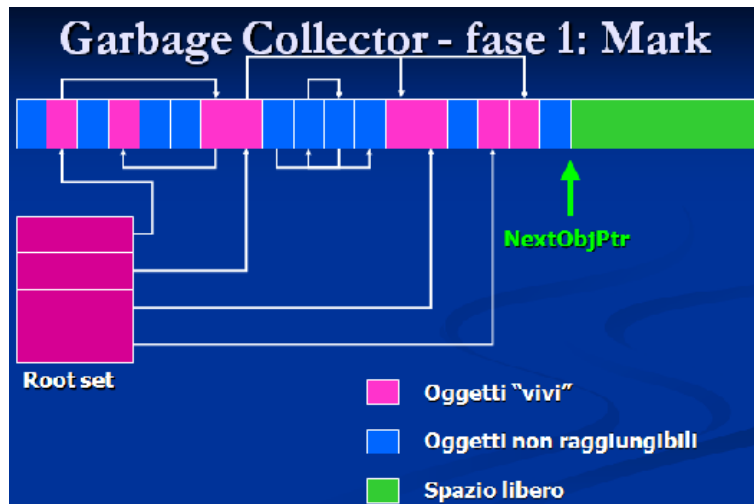 Garbage Collector - fase 1: Mark
NextObjPtr
Root set
Oggetti “vivi”
Oggetti non raggiungibili
Spazio libero